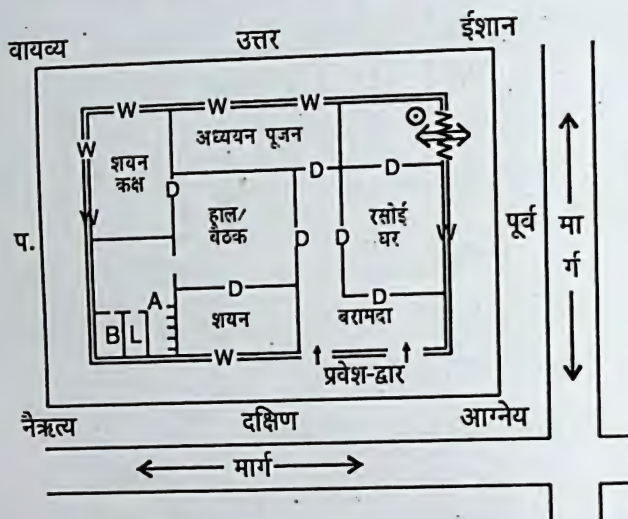 वायव्य
उत्तर
ईशान
W
W
W
W
अध्ययन पूजन
शयन
कक्ष
D
D
D
हाल/
बैठक
रसोई
घर
D
D
W
W
प.
पूर्व
मा
र्ग
A
D
D
B
L
शयन
बरामदा
W
प्रवेश-द्वार
नैऋत्य
दक्षिण
आग्नेय
मार्ग